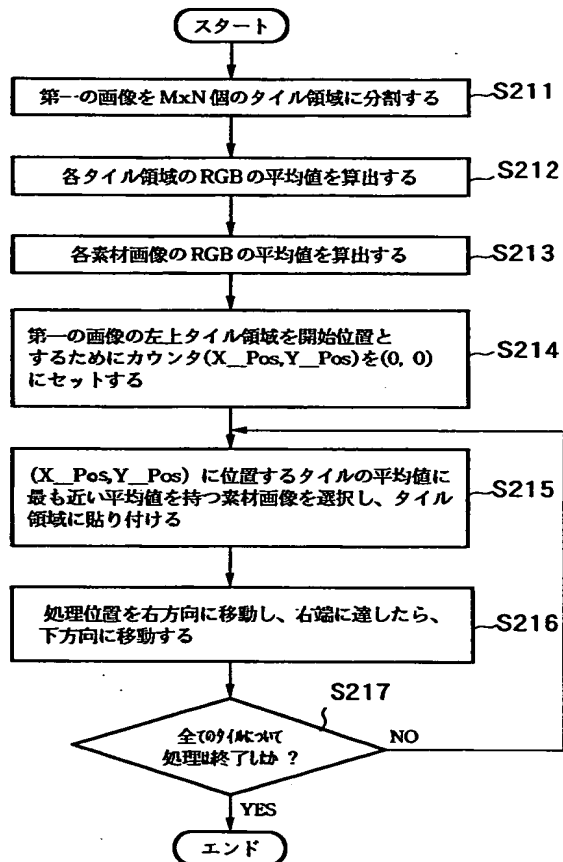 スタート
第一の画像をMxN個のタイル領域に分割する
S211
各タイル領域のRGBの平均値を算出する
S212
各素材画像のRGBの平均値を算出する
S213
第一の画像の左上タイル領域を開始位置と
するためにカウンタ(X__Pos,Y__Pos)を(0, 0)
にセットする
S214
(X__Pos,Y__Pos) に位置するタイルの平均値に
最も近い平均値を持つ素材画像を選択し、タイル
領域に貼り付ける
S215
処理位置を右方向に移動し、右端に達したら、
下方向に移動する
S216
S217
全てのタイルについて
処理は終了したか ?
NO
YES
エンド